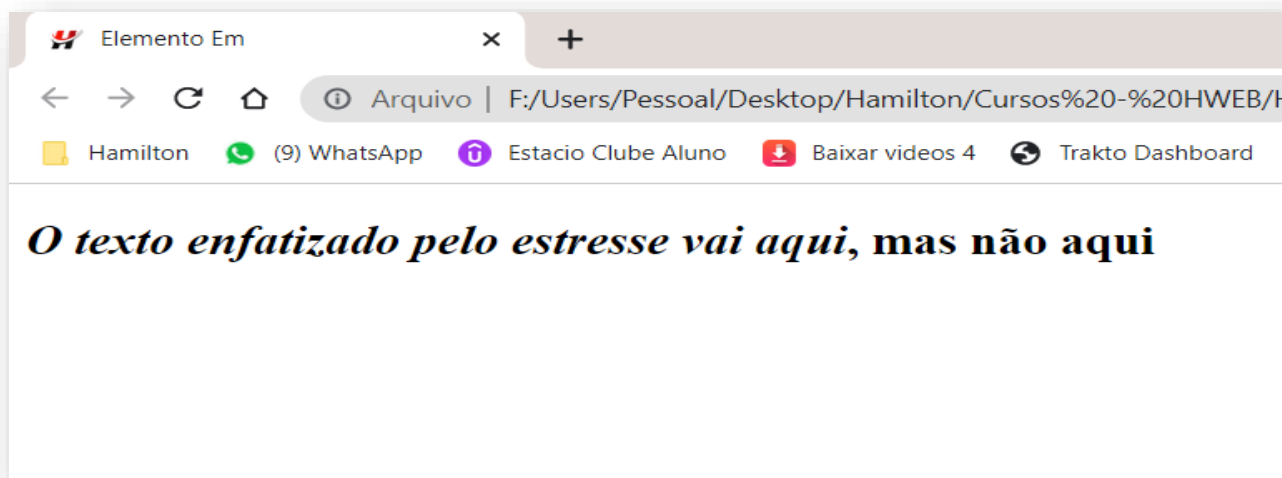 Elemento Em
Arquivo | F:/Users/Pessoal/Desktop/Hamilton/Cursos%20-%20HWEB/H
Hamilton (9) WhatsApp Estacio Clube Aluno Baixar videos 4 Trakto Dashboard
O texto enfatizado pelo estresse vai aqui, mas não aqui